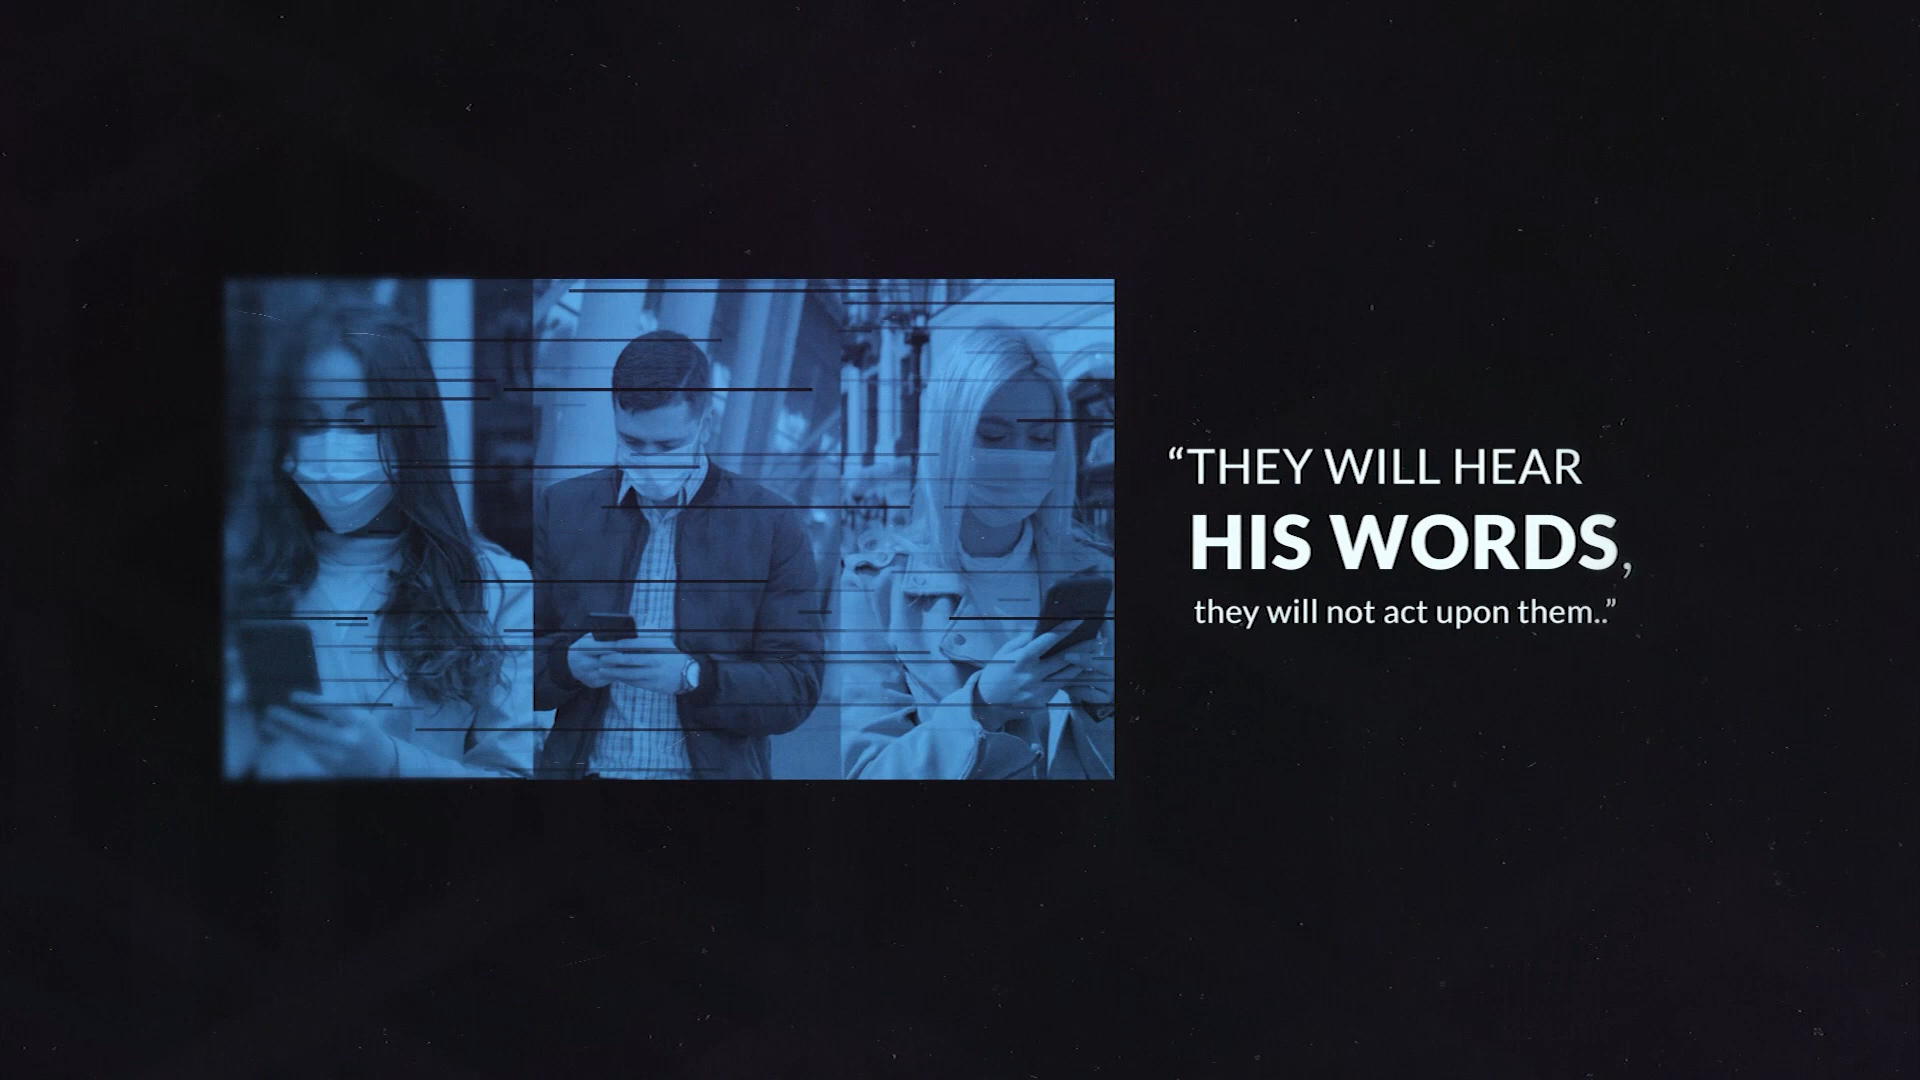 “THEY WILL HEAR
HIS WORDS,
they will not act upon them..”